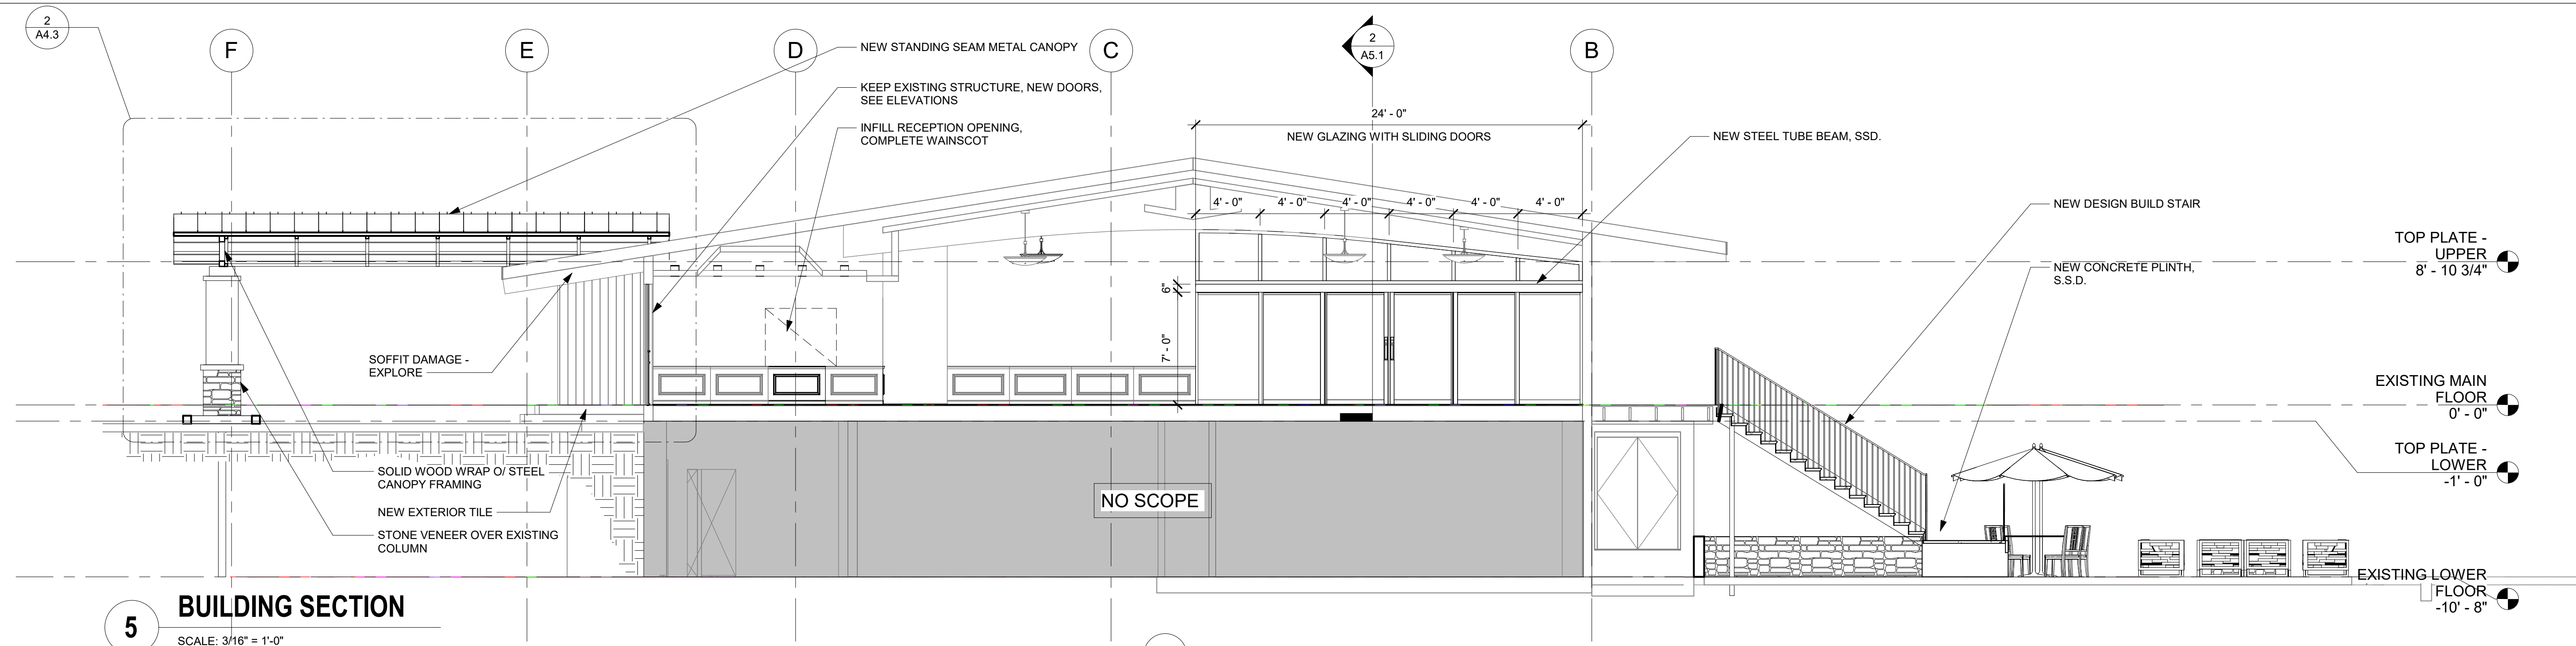 2
A4.3
F
E
D
C
2
A5.1
B
NEW STANDING SEAM METAL CANOPY
KEEP EXISTING STRUCTURE, NEW DOORS,
SEE ELEVATIONS
INFILL RECEPTION OPENING,
COMPLETE WAINSCOT
24' - 0"
NEW GLAZING WITH SLIDING DOORS
NEW STEEL TUBE BEAM, SSD.
4' - 0"
4' - 0"
4' - 0"
4' - 0"
4' - 0"
4' - 0"
NEW DESIGN BUILD STAIR
TOP PLATE -
UPPER
8' - 10 3/4"
NEW CONCRETE PLINTH,
S.S.D.
6"
7' - 0"
SOFFIT DAMAGE -
EXPLORE
EXISTING MAIN
FLOOR
0' - 0"
TOP PLATE -
LOWER
-1' - 0"
SOLID WOOD WRAP O/ STEEL
CANOPY FRAMING
NEW EXTERIOR TILE
STONE VENEER OVER EXISTING
COLUMN
NO SCOPE
EXISTING LOWER
FLOOR
-10' - 8"
5
BUILDING SECTION
SCALE: 3/16" = 1'-0"